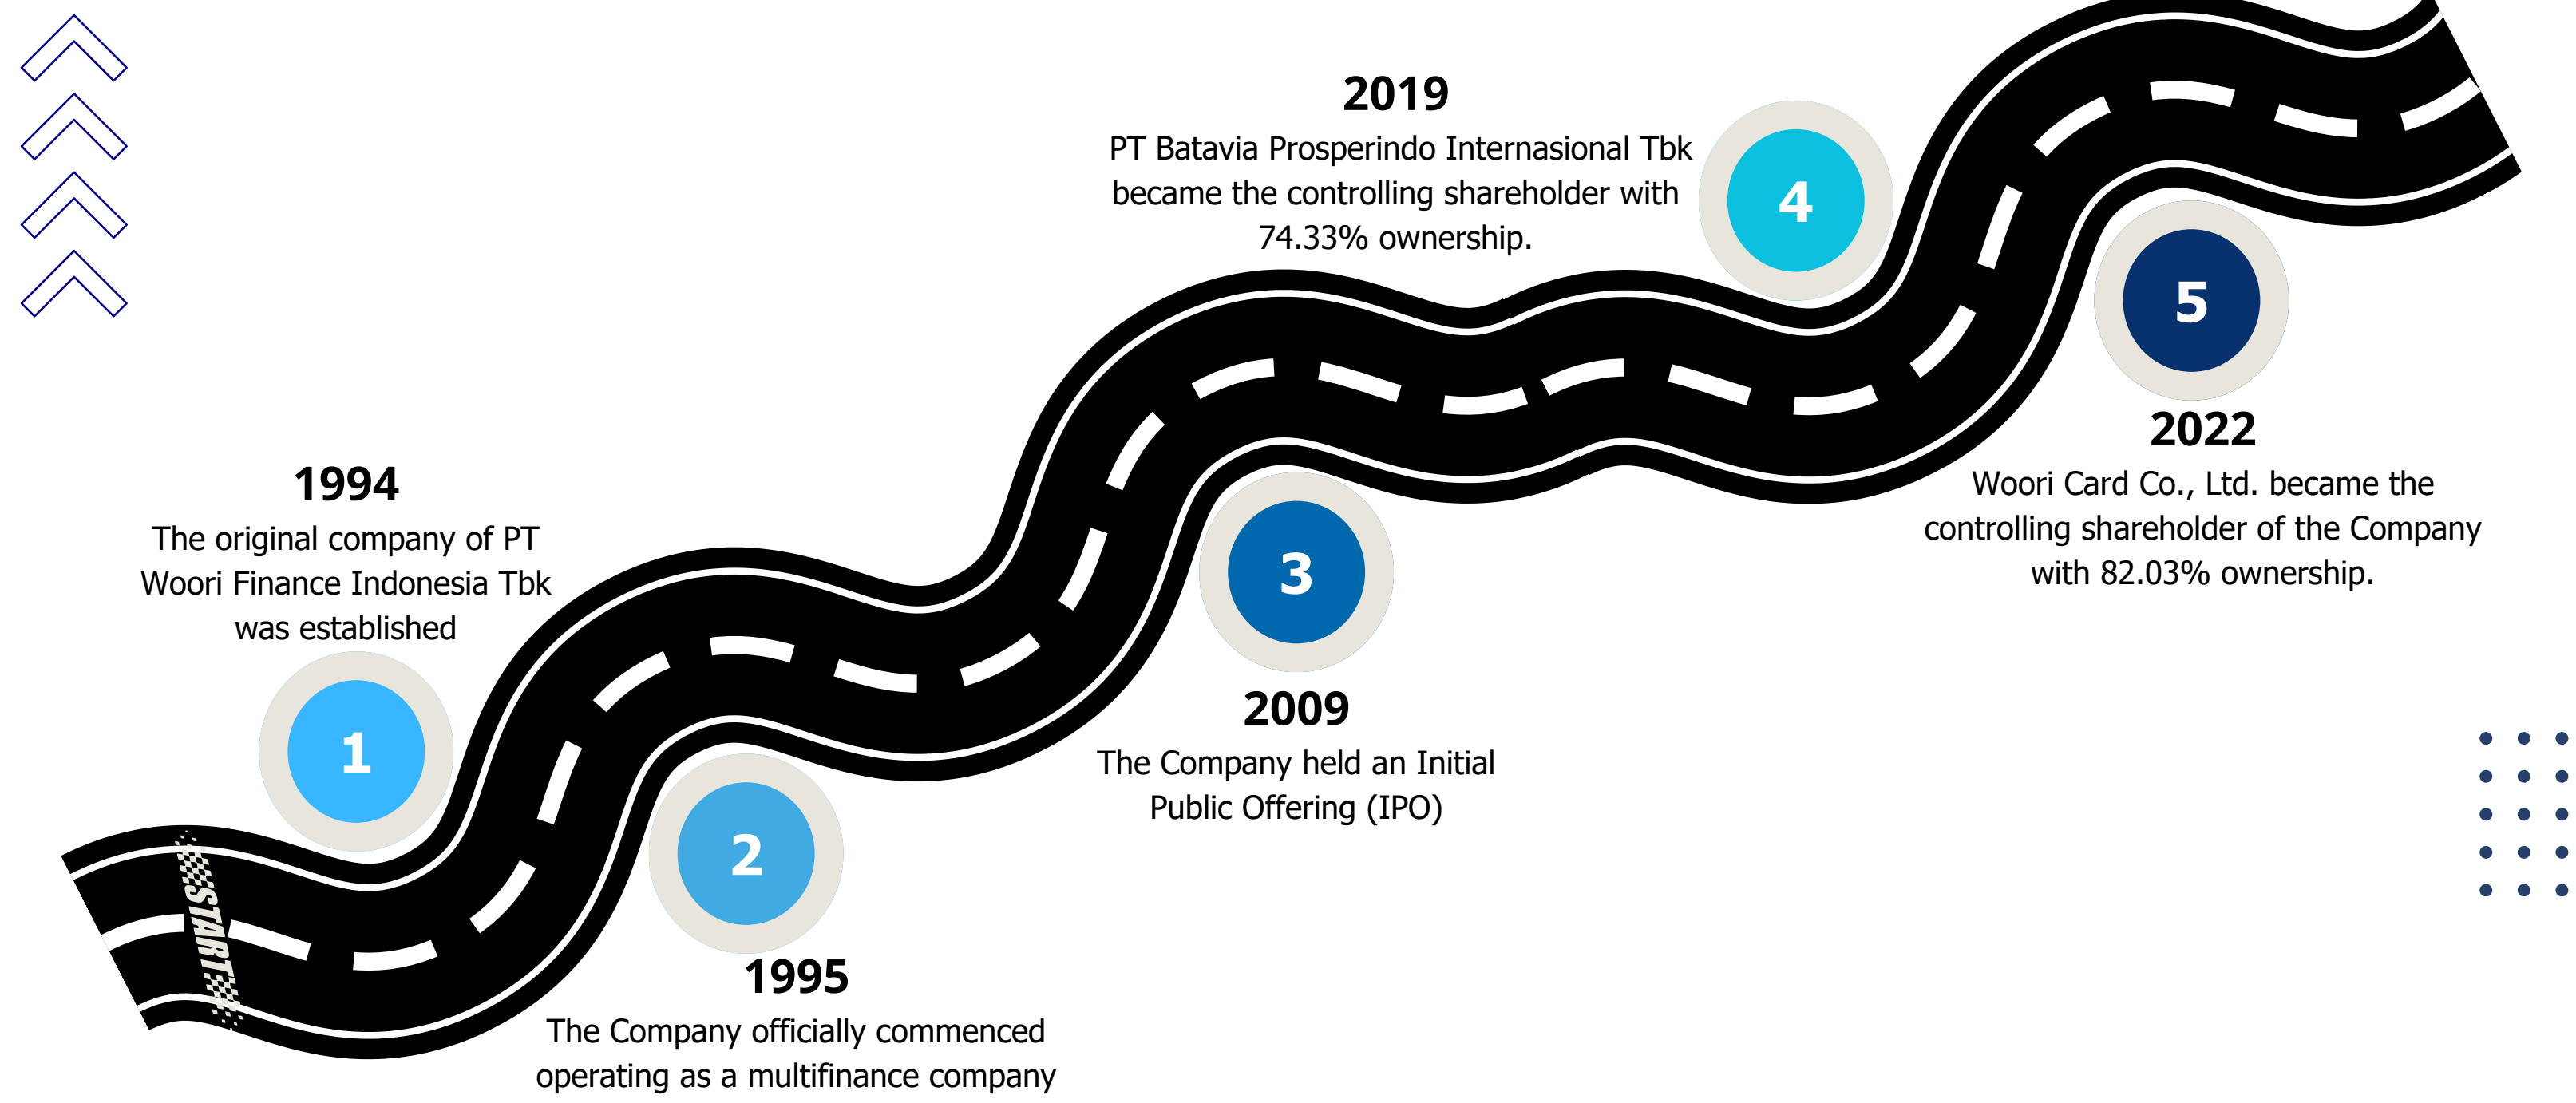 START
1994
The original company of PT
Woori Finance Indonesia Tbk
was established
1
2
1995
The Company officially commenced
operating as a multifinance company
3
2009
The Company held an Initial
Public Offering (IPO)
2019
PT Batavia Prosperindo Internasional Tbk
became the controlling shareholder with
74.33% ownership.
4
5
2022
Woori Card Co., Ltd. became the
controlling shareholder of the Company
with 82.03% ownership.